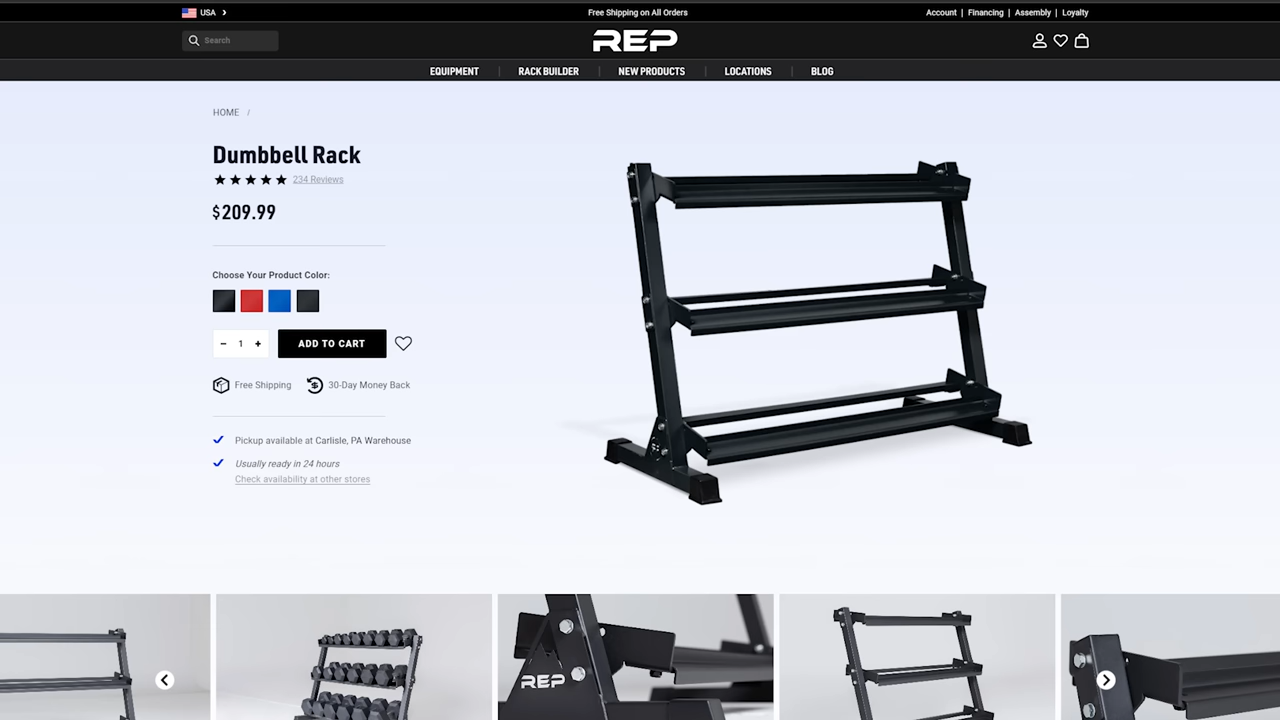 USA
Free Shipping on All Orders
Account | Financing | Assembly | Loyalty
Search
REP
EQUIPMENT | RACK BUILDER | NEW PRODUCTS | LOCATIONS | BLOG
HOME /
Dumbbell Rack
234 Reviews
$209.99
Choose Your Product Color:
− 1 +
ADD TO CART
Free Shipping
30-Day Money Back
Pickup available at Carlisle, PA Warehouse
Usually ready in 24 hours
Check availability at other stores
REP